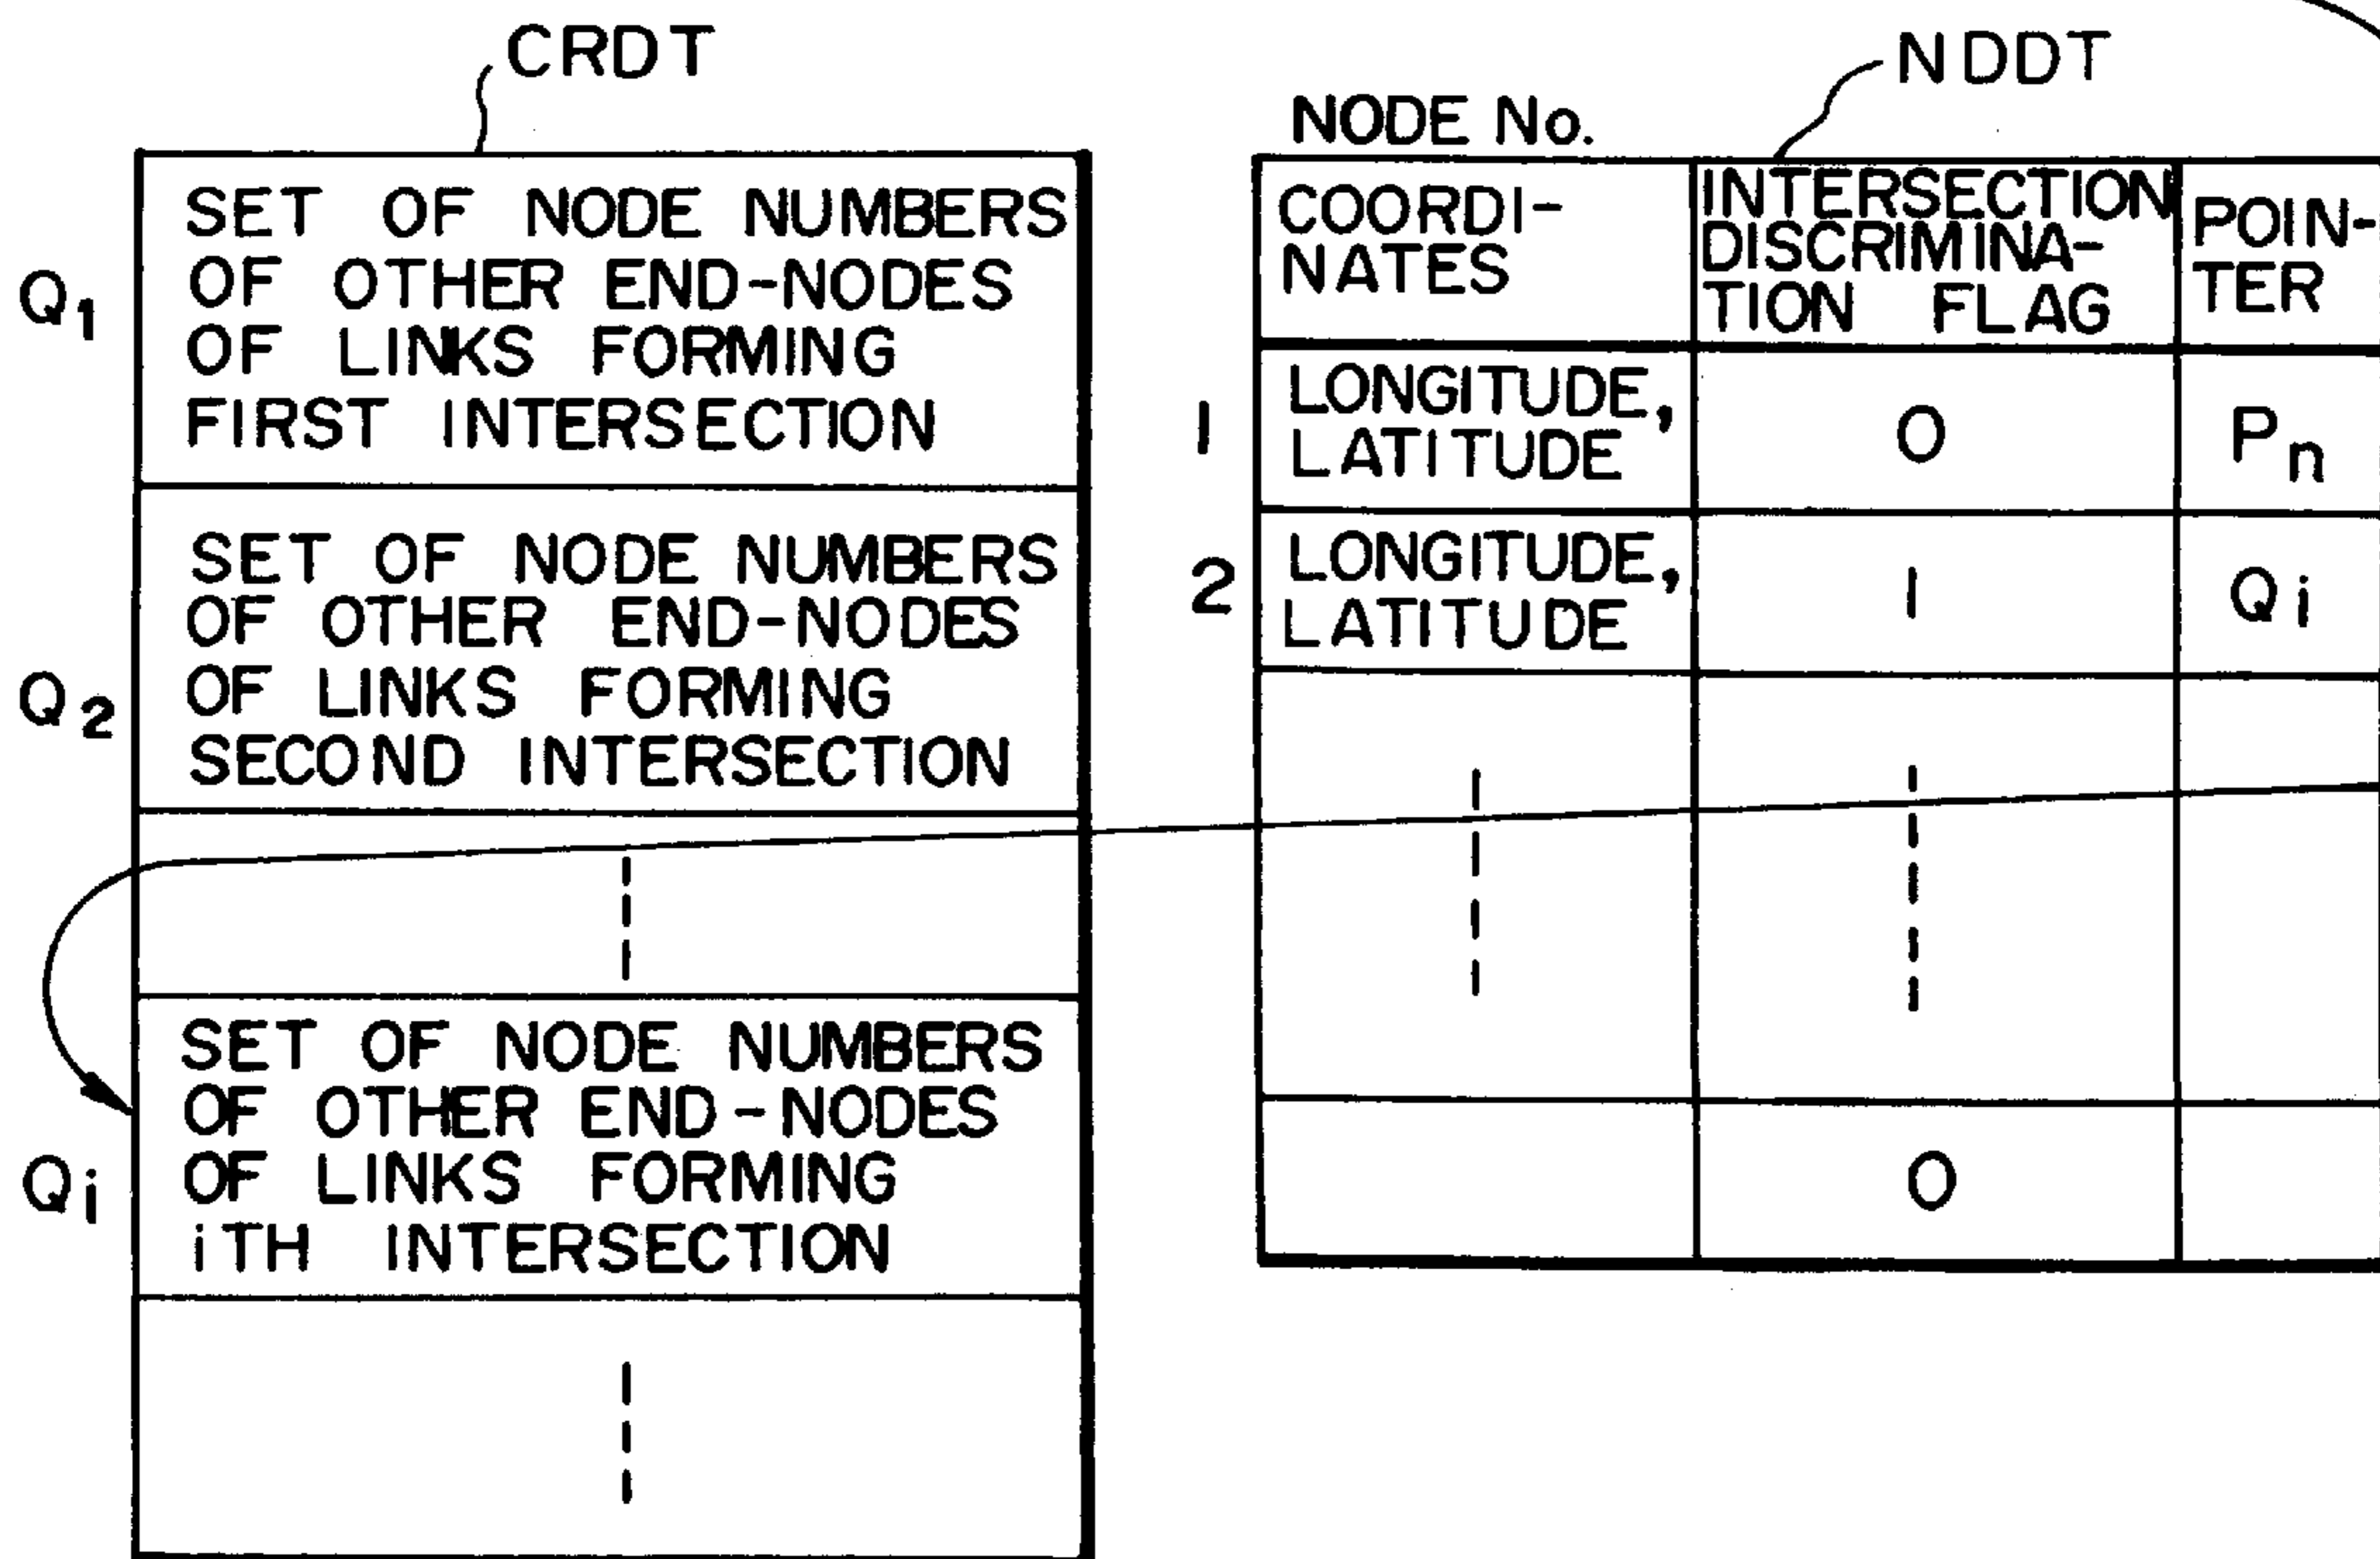 CRDT
Q1
SET OF NODE NUMBERS
OF OTHER END-NODES
OF LINKS FORMING
FIRST INTERSECTION
Q2
SET OF NODE NUMBERS
OF OTHER END-NODES
OF LINKS FORMING
SECOND INTERSECTION
Qi
SET OF NODE NUMBERS
OF OTHER END-NODES
OF LINKS FORMING
iTH INTERSECTION
NDDT
NODE No.
COORDI-
NATES
INTERSECTION
DISCRIMINA-
TION FLAG
POIN-
TER
1
LONGITUDE,
LATITUDE
0
Pn
2
LONGITUDE,
LATITUDE
1
Qi
0